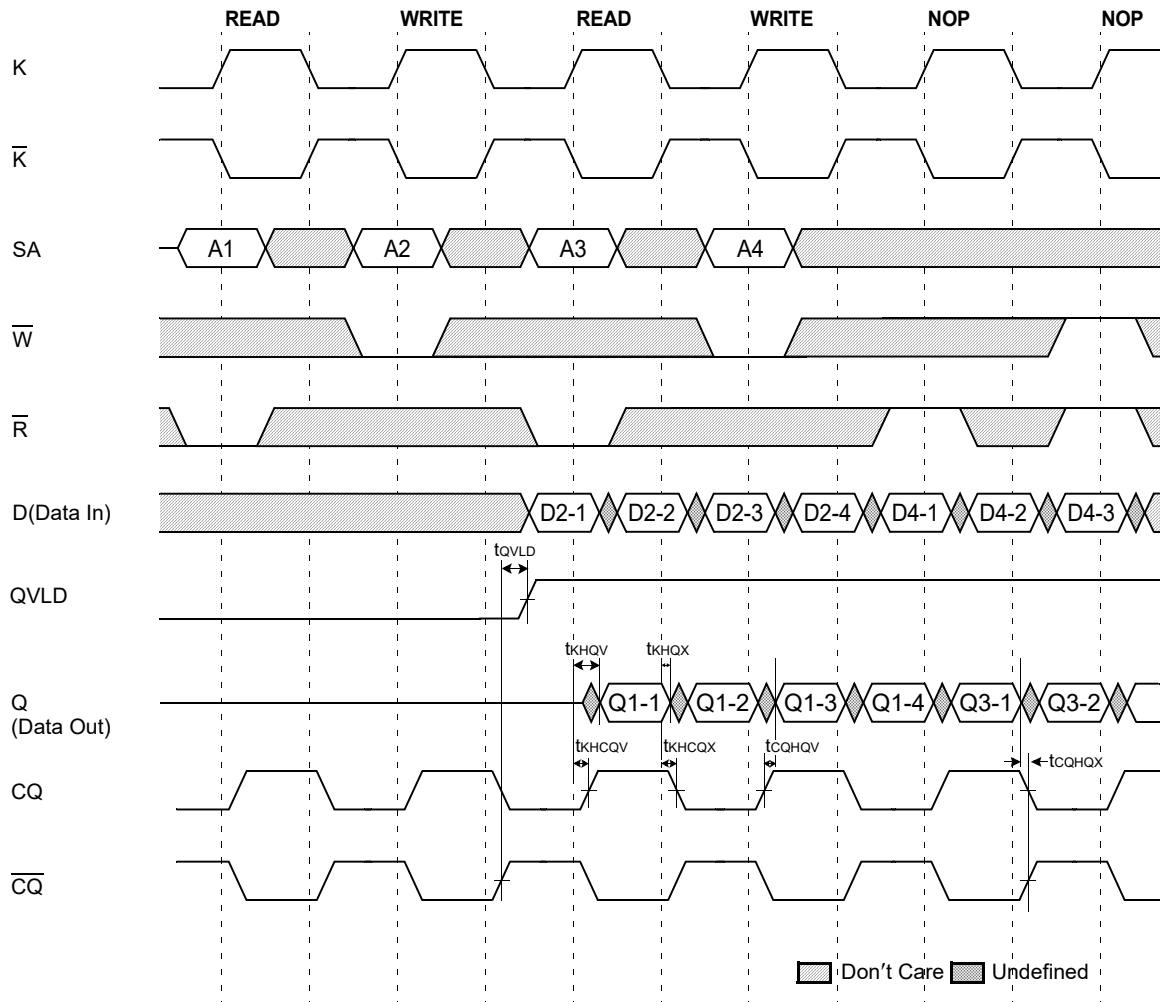 READ WRITE READ WRITE NOP NOP
K
K̅
SA A1 A2 A3 A4
W̅
R̅
D(Data In) D2-1 D2-2 D2-3 D2-4 D4-1 D4-2 D4-3
tQVLD
QVLD
tKHQV tKHQX
Q Q1-1 Q1-2 Q1-3 Q1-4 Q3-1 Q3-2
(Data Out)
tKHCQV tKHCQX tCQHQV tCQHQX
CQ
C̅Q̅
Don't Care Undefined